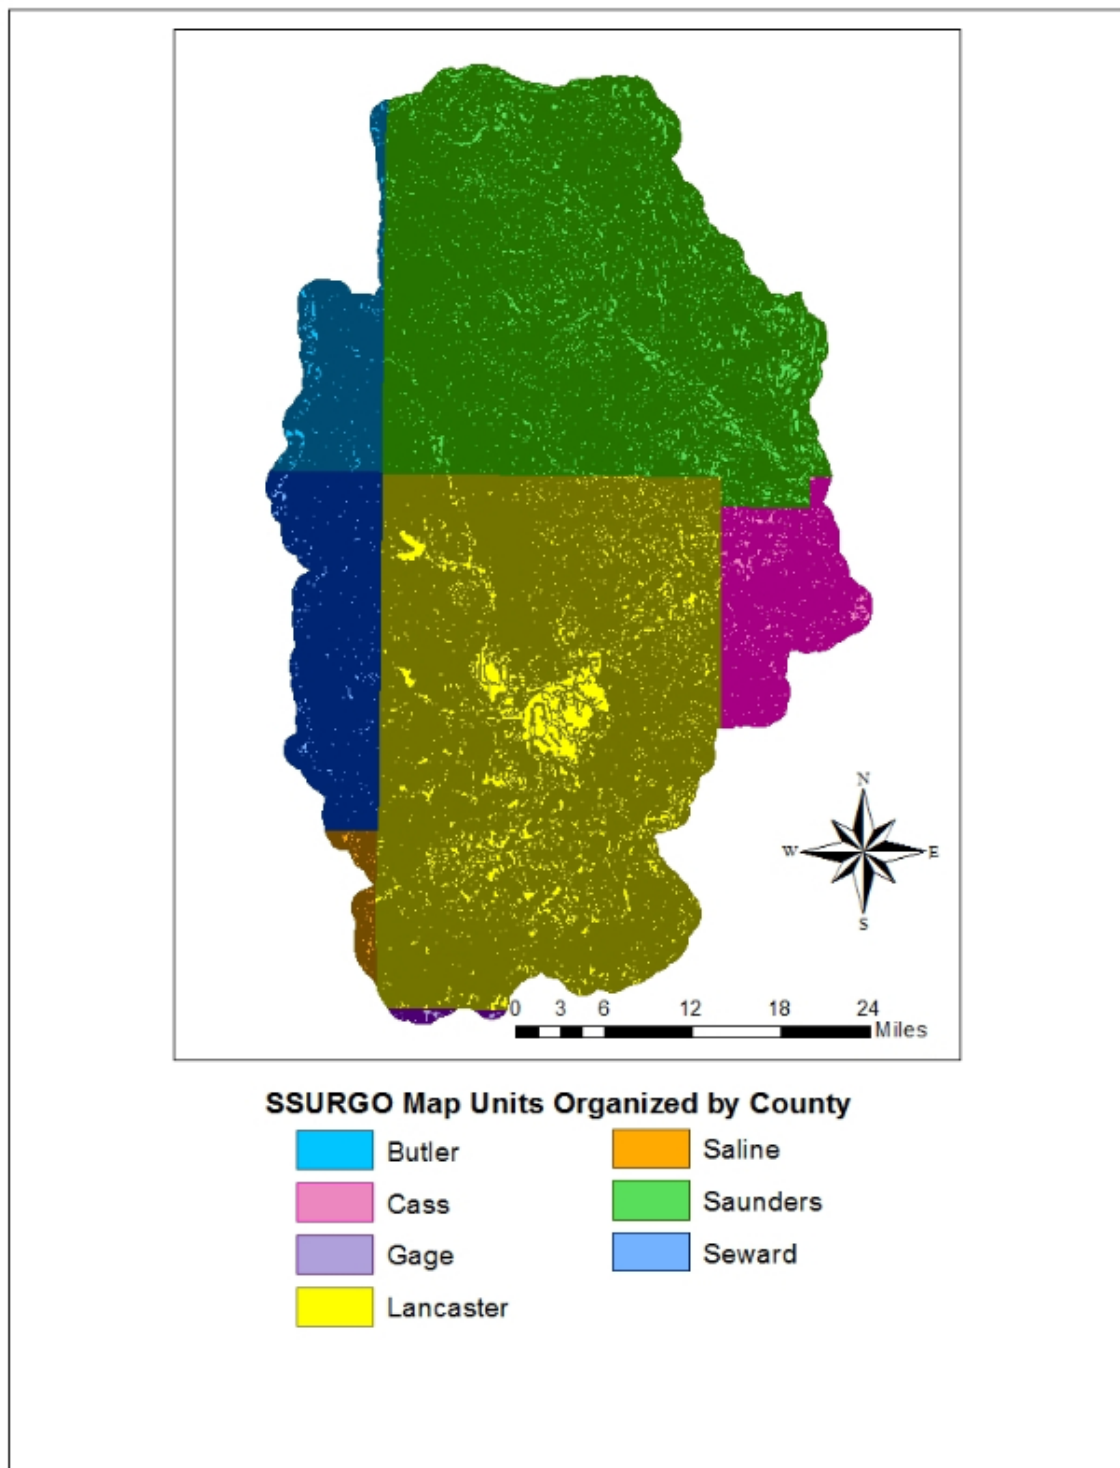 N
W E
S
0 3 6 12 18 24
Miles
SSURGO Map Units Organized by County
Butler Saline
Cass Saunders
Gage Seward
Lancaster